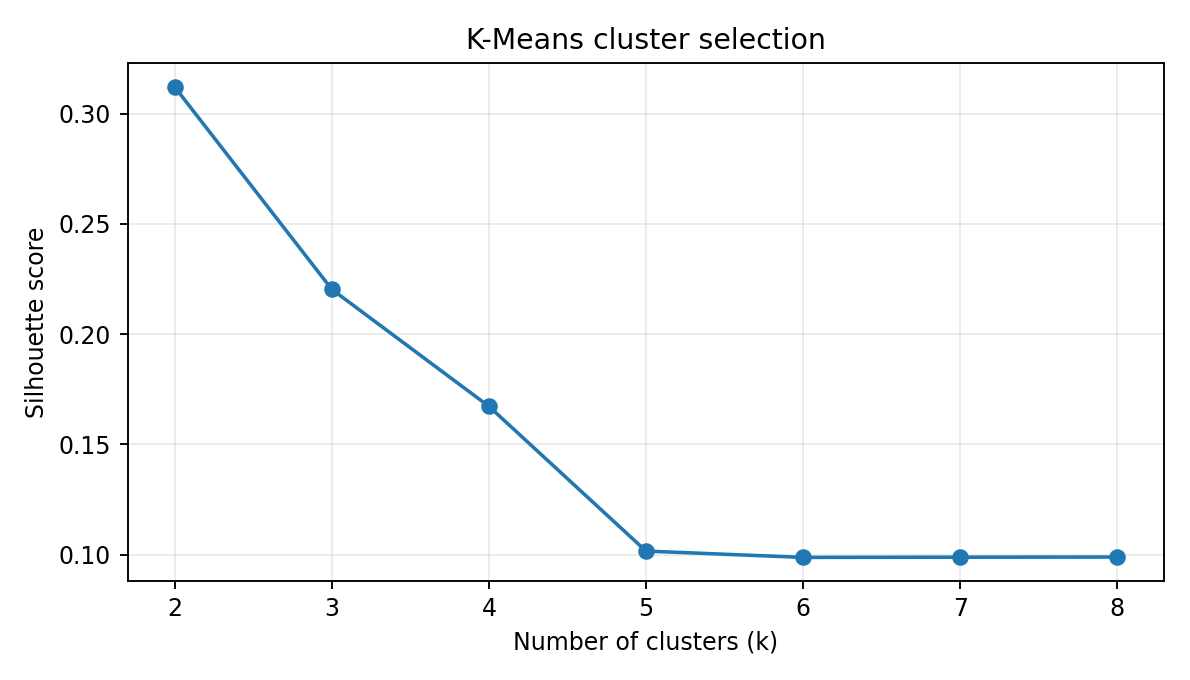 K-Means cluster selection
Silhouette score
0.30
0.25
0.20
0.15
0.10
2 3 4 5 6 7 8
Number of clusters (k)